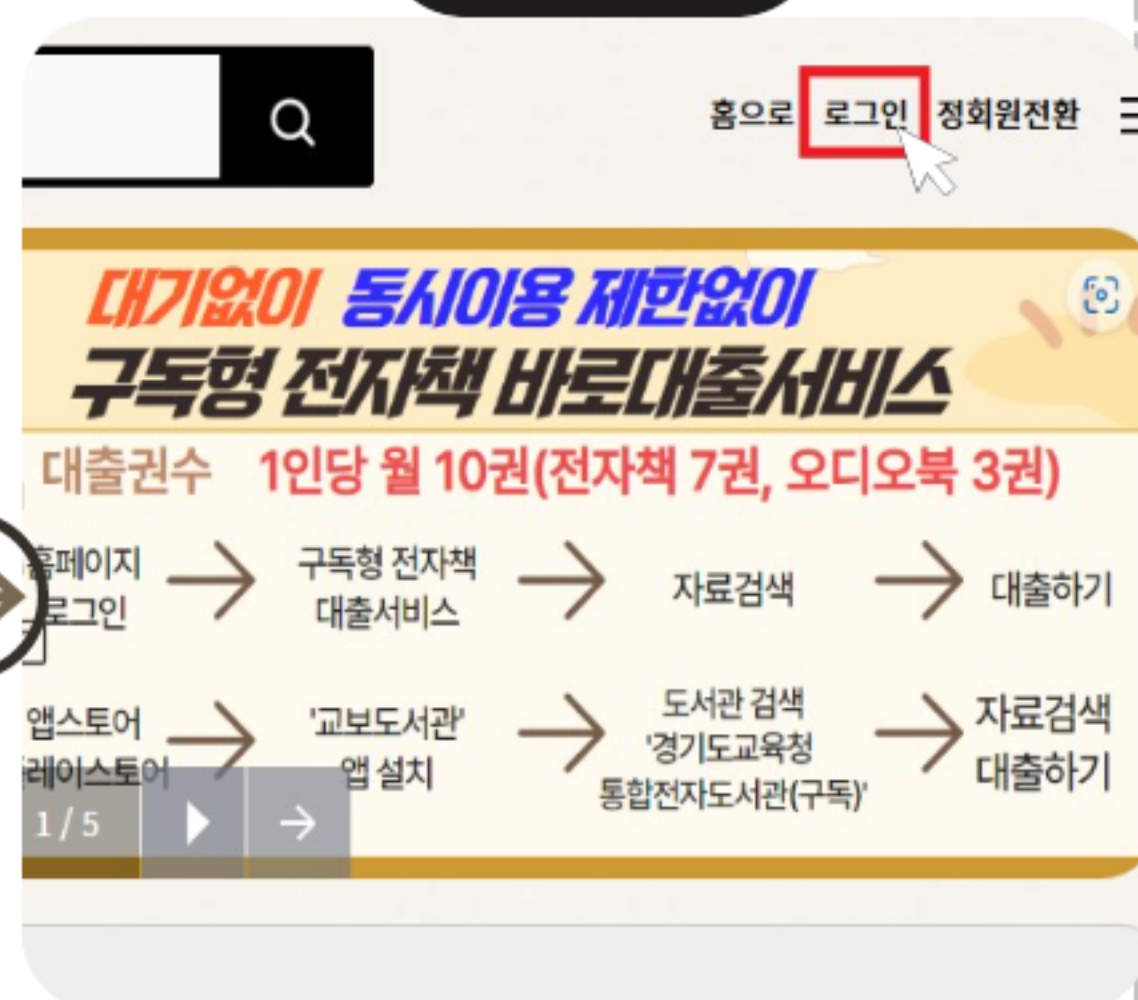 홈으로 로그인 정회원전환
대기없이 동시이용 제한없이
구독형 전자책 바로대출서비스
대출권수 1인당 월 10권(전자책 7권, 오디오북 3권)
홈페이지
로그인
구독형 전자책
대출서비스
자료검색
대출하기
앱스토어
레이스토어
'교보도서관'
앱 설치
도서관 검색
'경기도교육청
통합전자도서관(구독)'
자료검색
대출하기
1 / 5